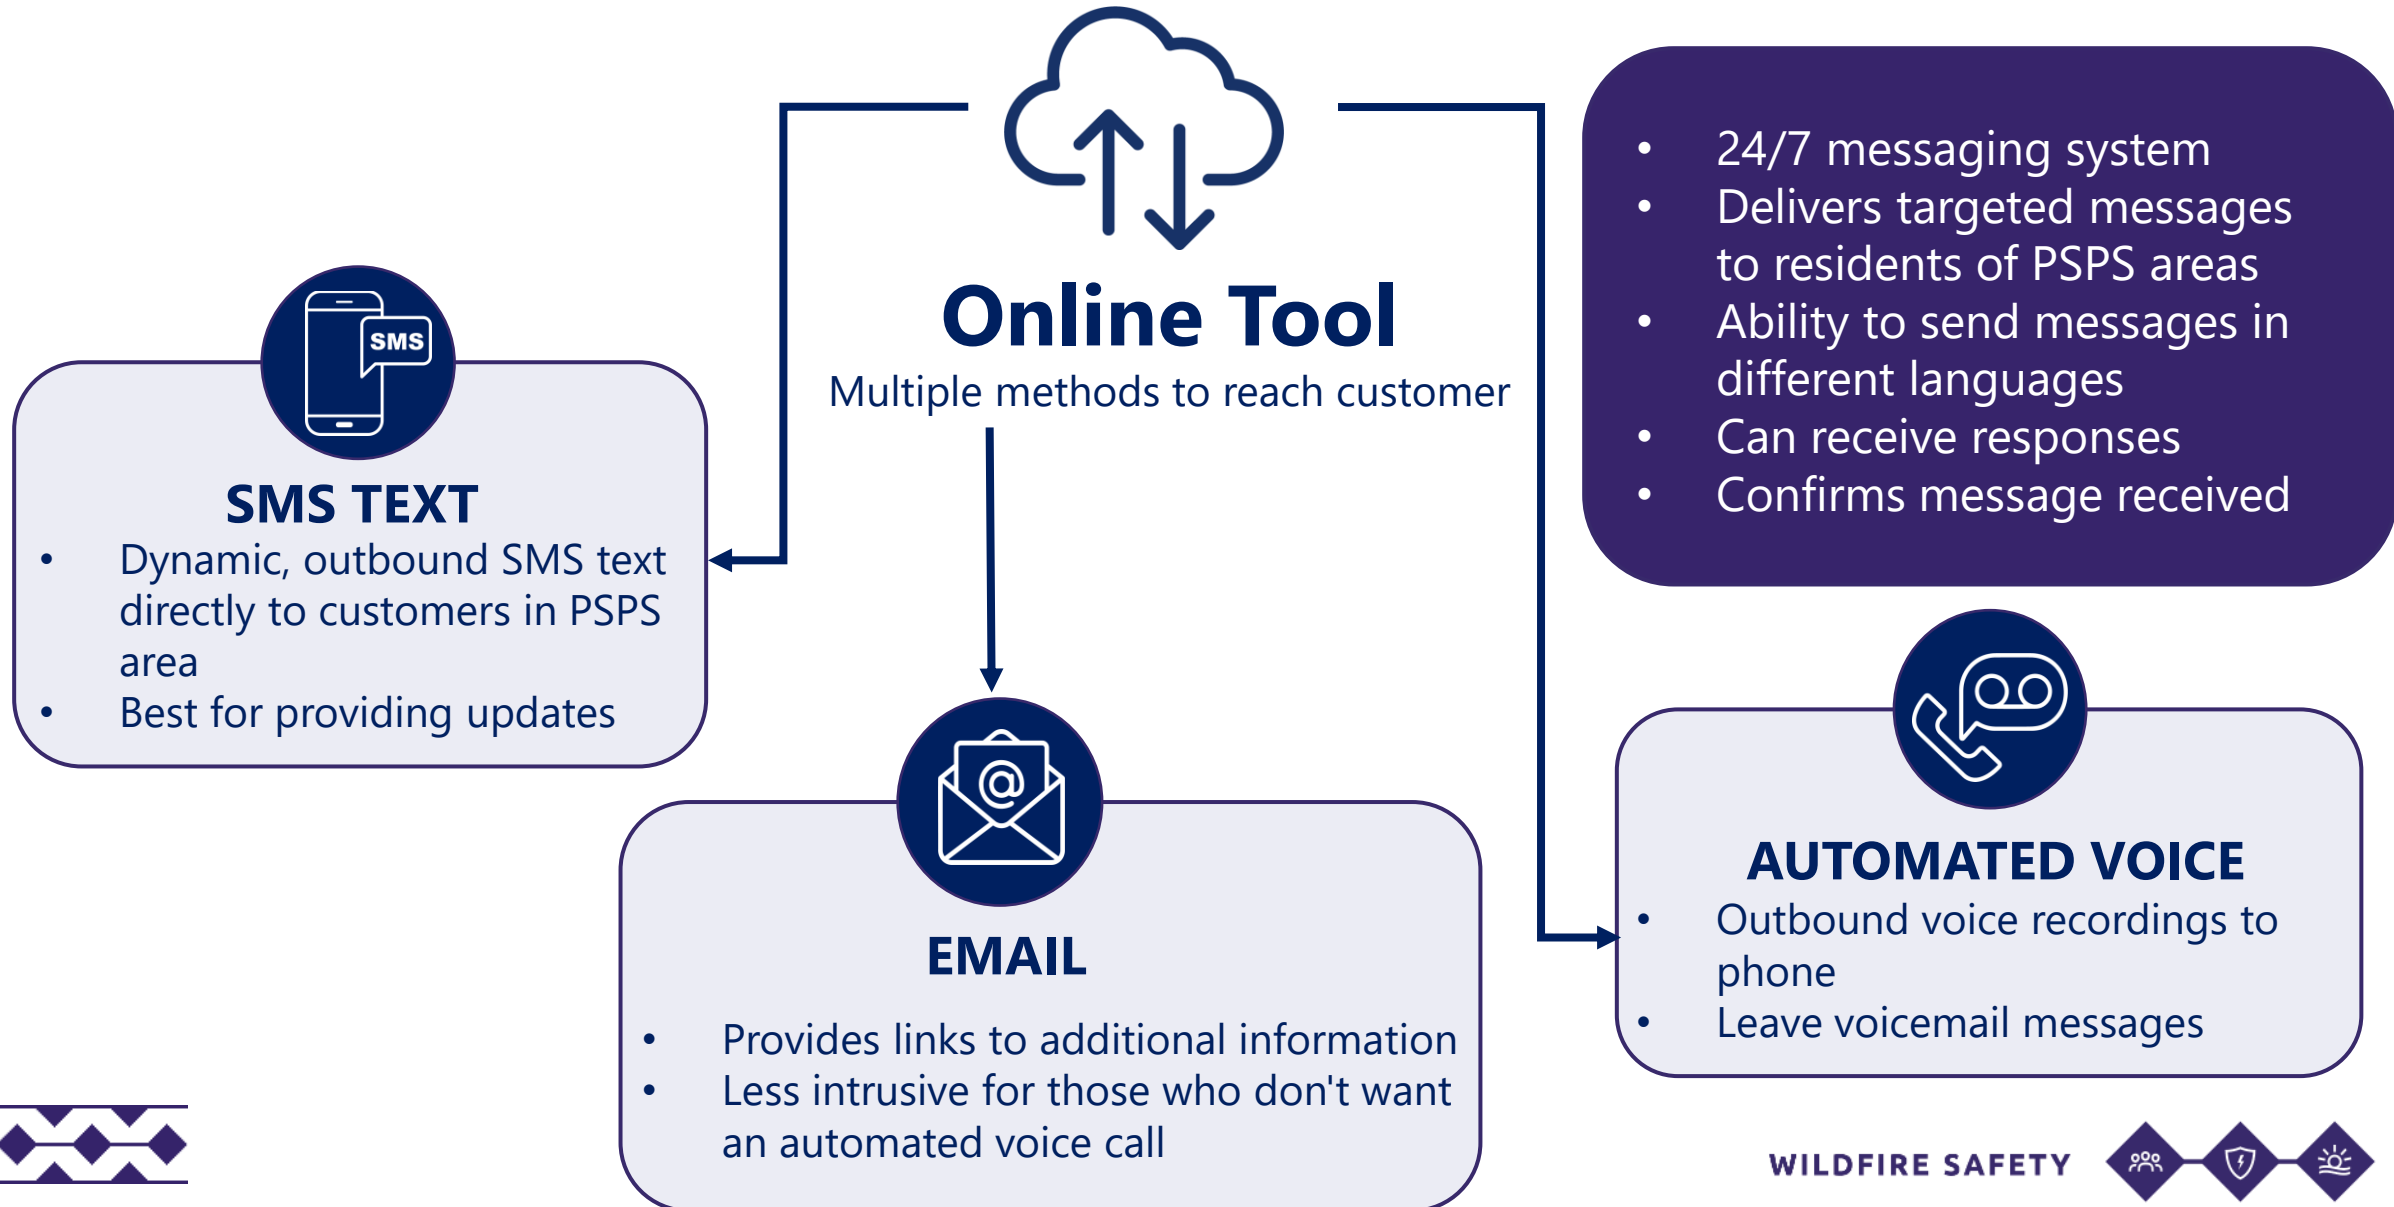 Online Tool
Multiple methods to reach customer
• 24/7 messaging system
• Delivers targeted messages
to residents of PSPS areas
• Ability to send messages in
different languages
• Can receive responses
• Confirms message received
SMS
SMS TEXT
• Dynamic, outbound SMS text
directly to customers in PSPS
area
• Best for providing updates
@
EMAIL
• Provides links to additional information
• Less intrusive for those who don't want
an automated voice call
AUTOMATED VOICE
• Outbound voice recordings to
phone
• Leave voicemail messages
WILDFIRE SAFETY